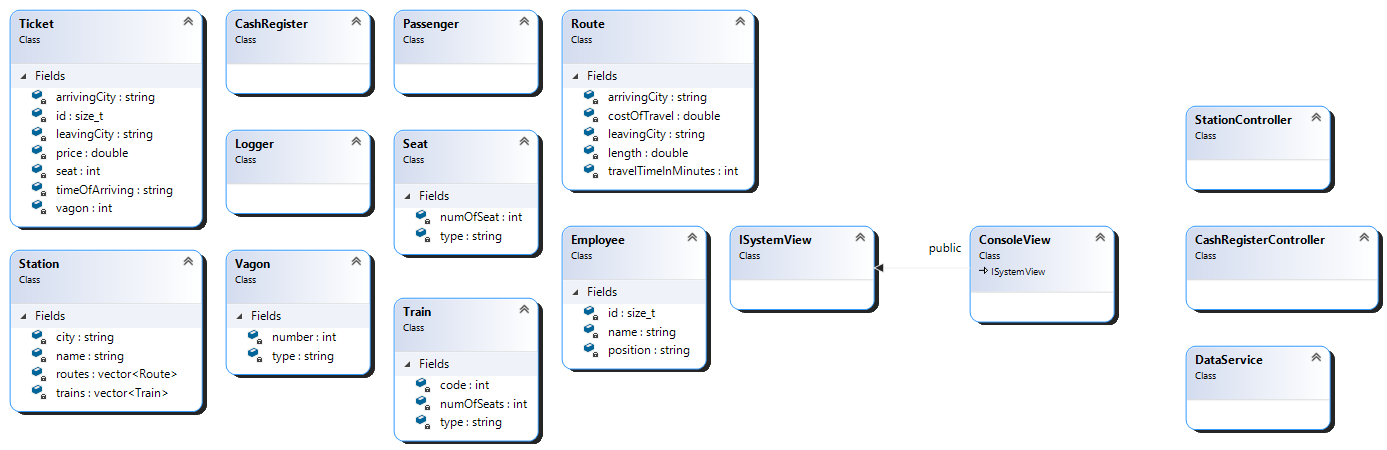 Ticket
Class
Fields
arrivingCity : string
id : size_t
leavingCity : string
price : double
seat : int
timeOfArriving : string
vagon : int
CashRegister
Class
Passenger
Class
Route
Class
Fields
arrivingCity : string
costOfTravel : double
leavingCity : string
length : double
travelTimeInMinutes : int
Logger
Class
Seat
Class
Fields
numOfSeat : int
type : string
StationController
Class
Station
Class
Fields
city : string
name : string
routes : vector<Route>
trains : vector<Train>
Vagon
Class
Fields
number : int
type : string
Train
Class
Fields
code : int
numOfSeats : int
type : string
Employee
Class
Fields
id : size_t
name : string
position : string
ISystemView
Class
public
ConsoleView
Class
ISystemView
CashRegisterController
Class
DataService
Class